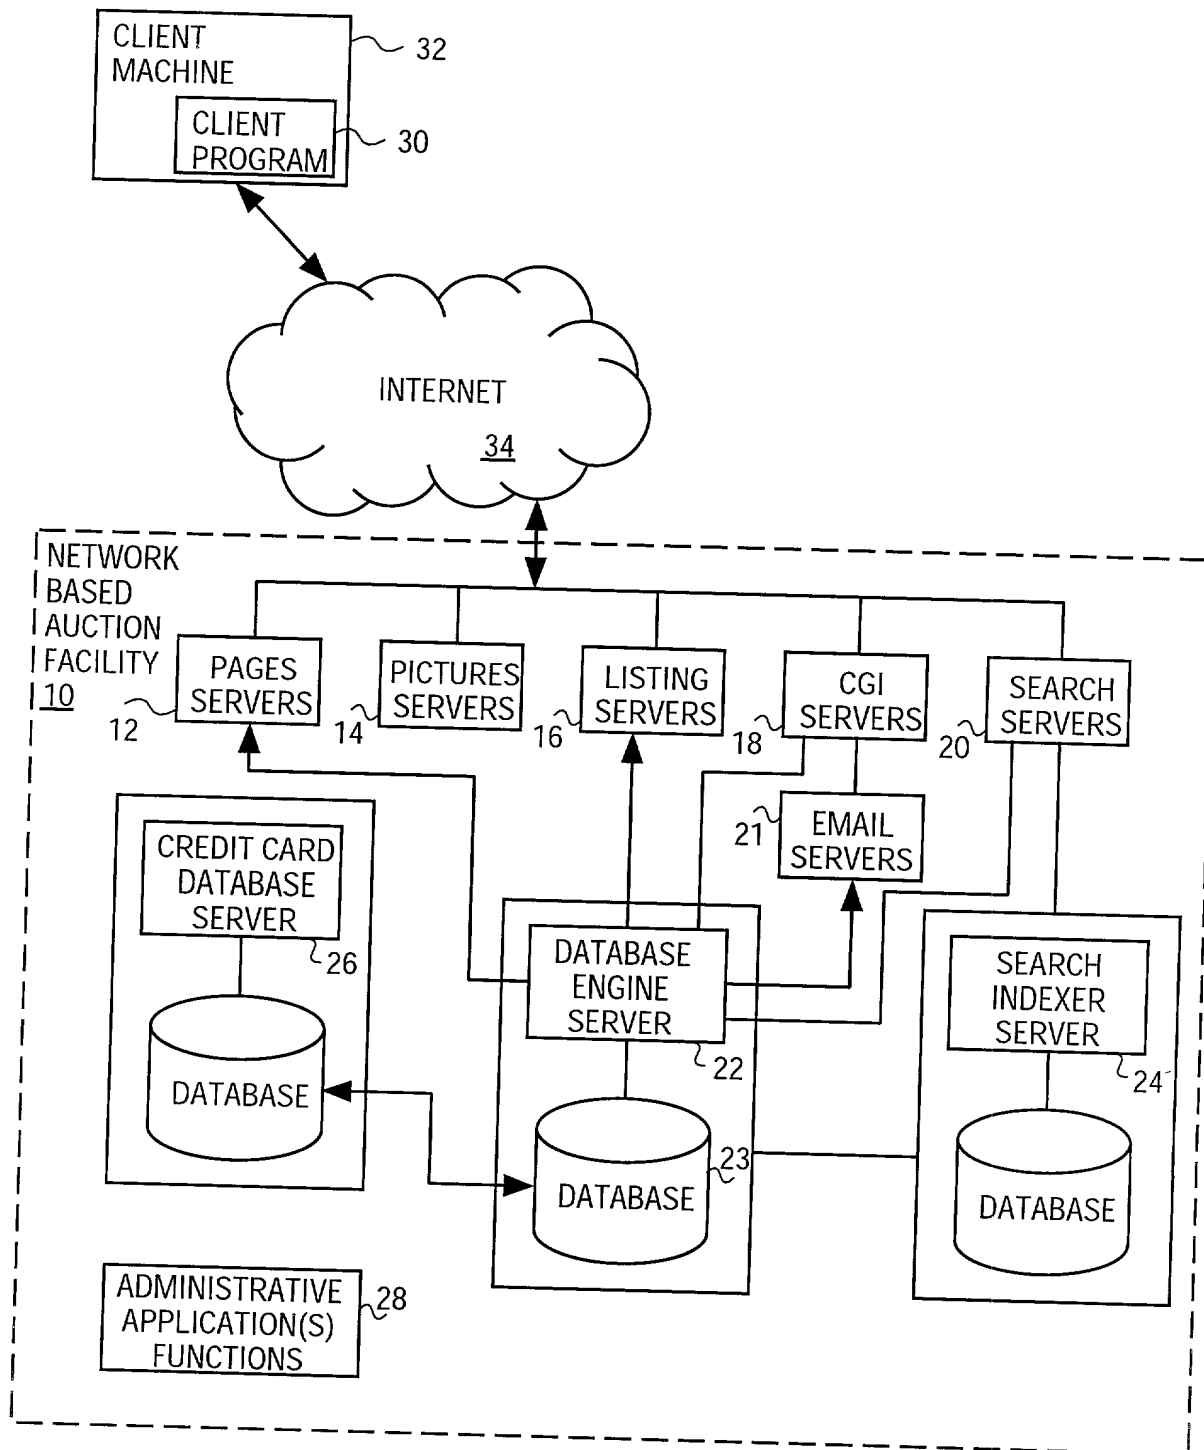 CLIENT
MACHINE
32
CLIENT
PROGRAM
30
INTERNET
34
NETWORK
BASED
AUCTION
FACILITY
10
PAGES
SERVERS
12
PICTURES
SERVERS
14
LISTING
SERVERS
16
CGI
SERVERS
18
SEARCH
SERVERS
20
EMAIL
SERVERS
21
CREDIT CARD
DATABASE
SERVER
26
DATABASE
ENGINE
SERVER
22
SEARCH
INDEXER
SERVER
24
DATABASE
DATABASE
23
DATABASE
ADMINISTRATIVE
APPLICATION(S)
FUNCTIONS
28